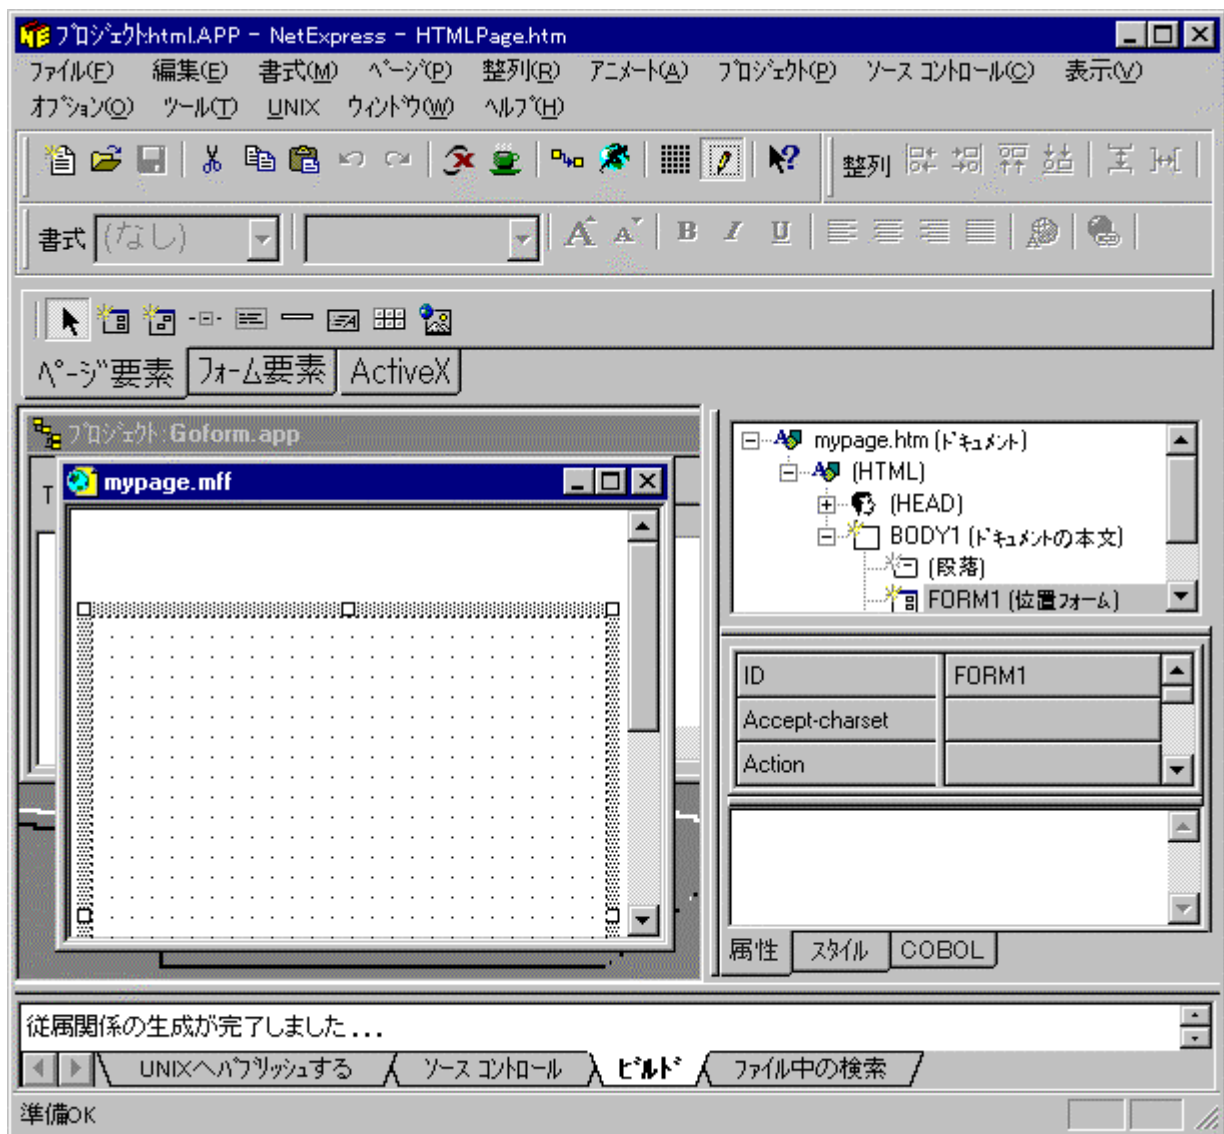 プロジェクト:html.APP - NetExpress - HTMLPage.htm
ファイル(F) 編集(E) 書式(M) ページ(P) 整列(R) アニメート(A) プロジェクト(P) ソース コントロール(C) 表示(V)
オプション(O) ツール(T) UNIX ウィンドウ(W) ヘルプ(H)
整列
書式 (なし) A A B I U
ページ要素 フォーム要素 ActiveX
プロジェクト:Goform.app
T
mypage.mff
mypage.htm (ドキュメント)
(HTML)
(HEAD)
BODY1 (ドキュメントの本文)
(段落)
FORM1 (位置フォーム)
ID FORM1
Accept-charset
Action
属性 スタイル COBOL
従属関係の生成が完了しました...
UNIXへパブリッシュする ソース コントロール ビルド ファイル中の検索
準備OK